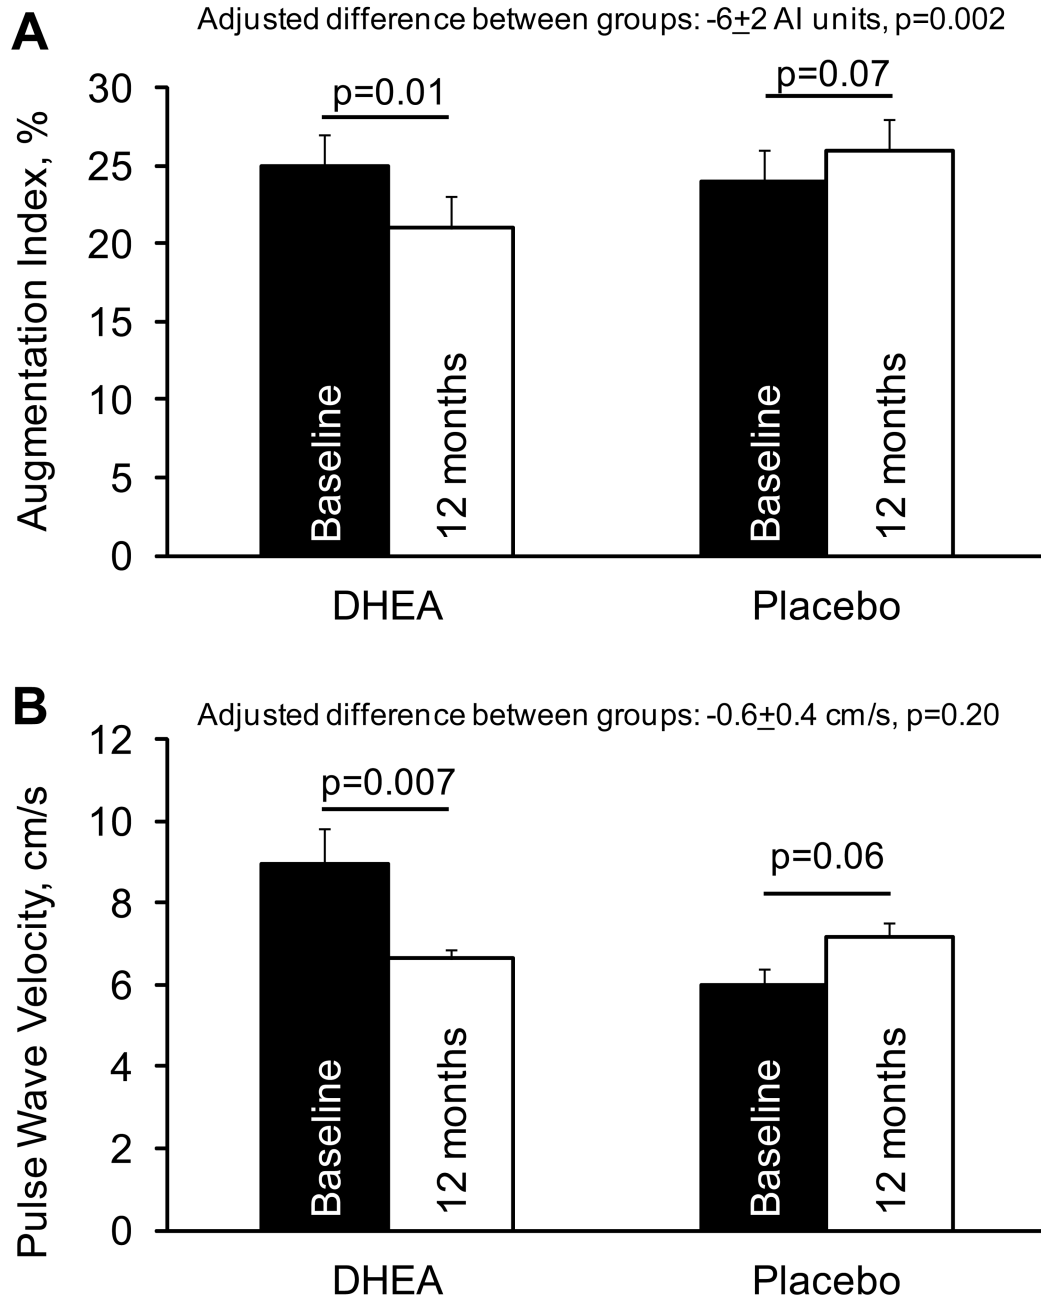 A
Adjusted difference between groups: -6±2 AI units, p=0.002
Augmentation Index, %
30
25
20
15
10
5
0
p=0.01
p=0.07
Baseline
12 months
Baseline
12 months
DHEA
Placebo
B
Adjusted difference between groups: -0.6±0.4 cm/s, p=0.20
Pulse Wave Velocity, cm/s
12
10
8
6
4
2
0
p=0.007
p=0.06
Baseline
12 months
Baseline
12 months
DHEA
Placebo